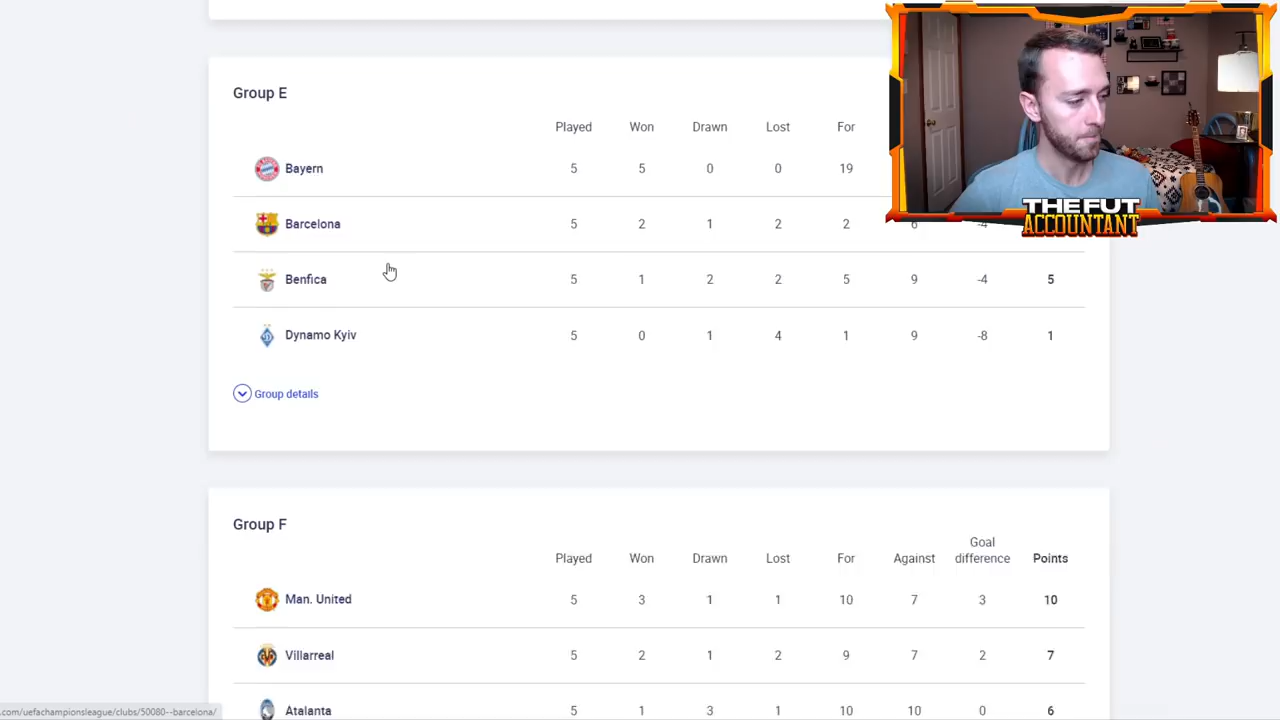 Group E
Played Won Drawn Lost For
Bayern 5 5 0 0 19
Barcelona 5 2 1 2 2 6 -4
Benfica 5 1 2 2 5 9 -4 5
Dynamo Kyiv 5 0 1 4 1 9 -8 1
Group details
Group F
Played Won Drawn Lost For Against Goal difference Points
Man. United 5 3 1 1 10 7 3 10
Villarreal 5 2 1 2 9 7 2 7
Atalanta 5 1 3 1 10 10 0 6
.com/uefachampionsleague/clubs/50080--barcelona/
THE FUT
ACCOUNTANT